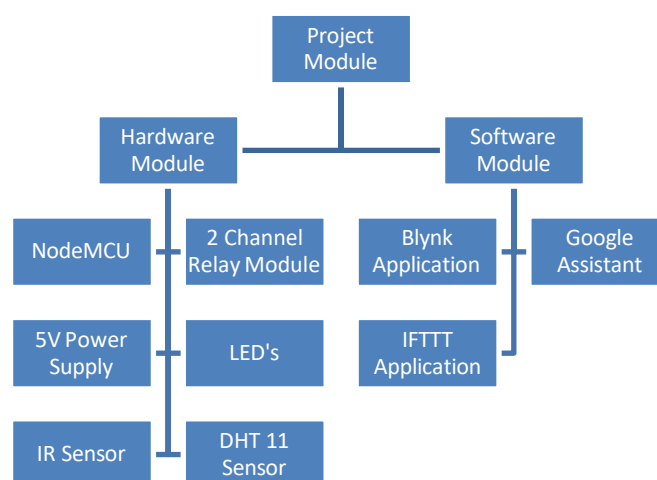 Project
Module
Hardware
Module
Software
Module
NodeMCU
2 Channel
Relay Module
Blynk
Application
Google
Assistant
5V Power
Supply
LED's
IFTTT
Application
IR Sensor
DHT 11
Sensor